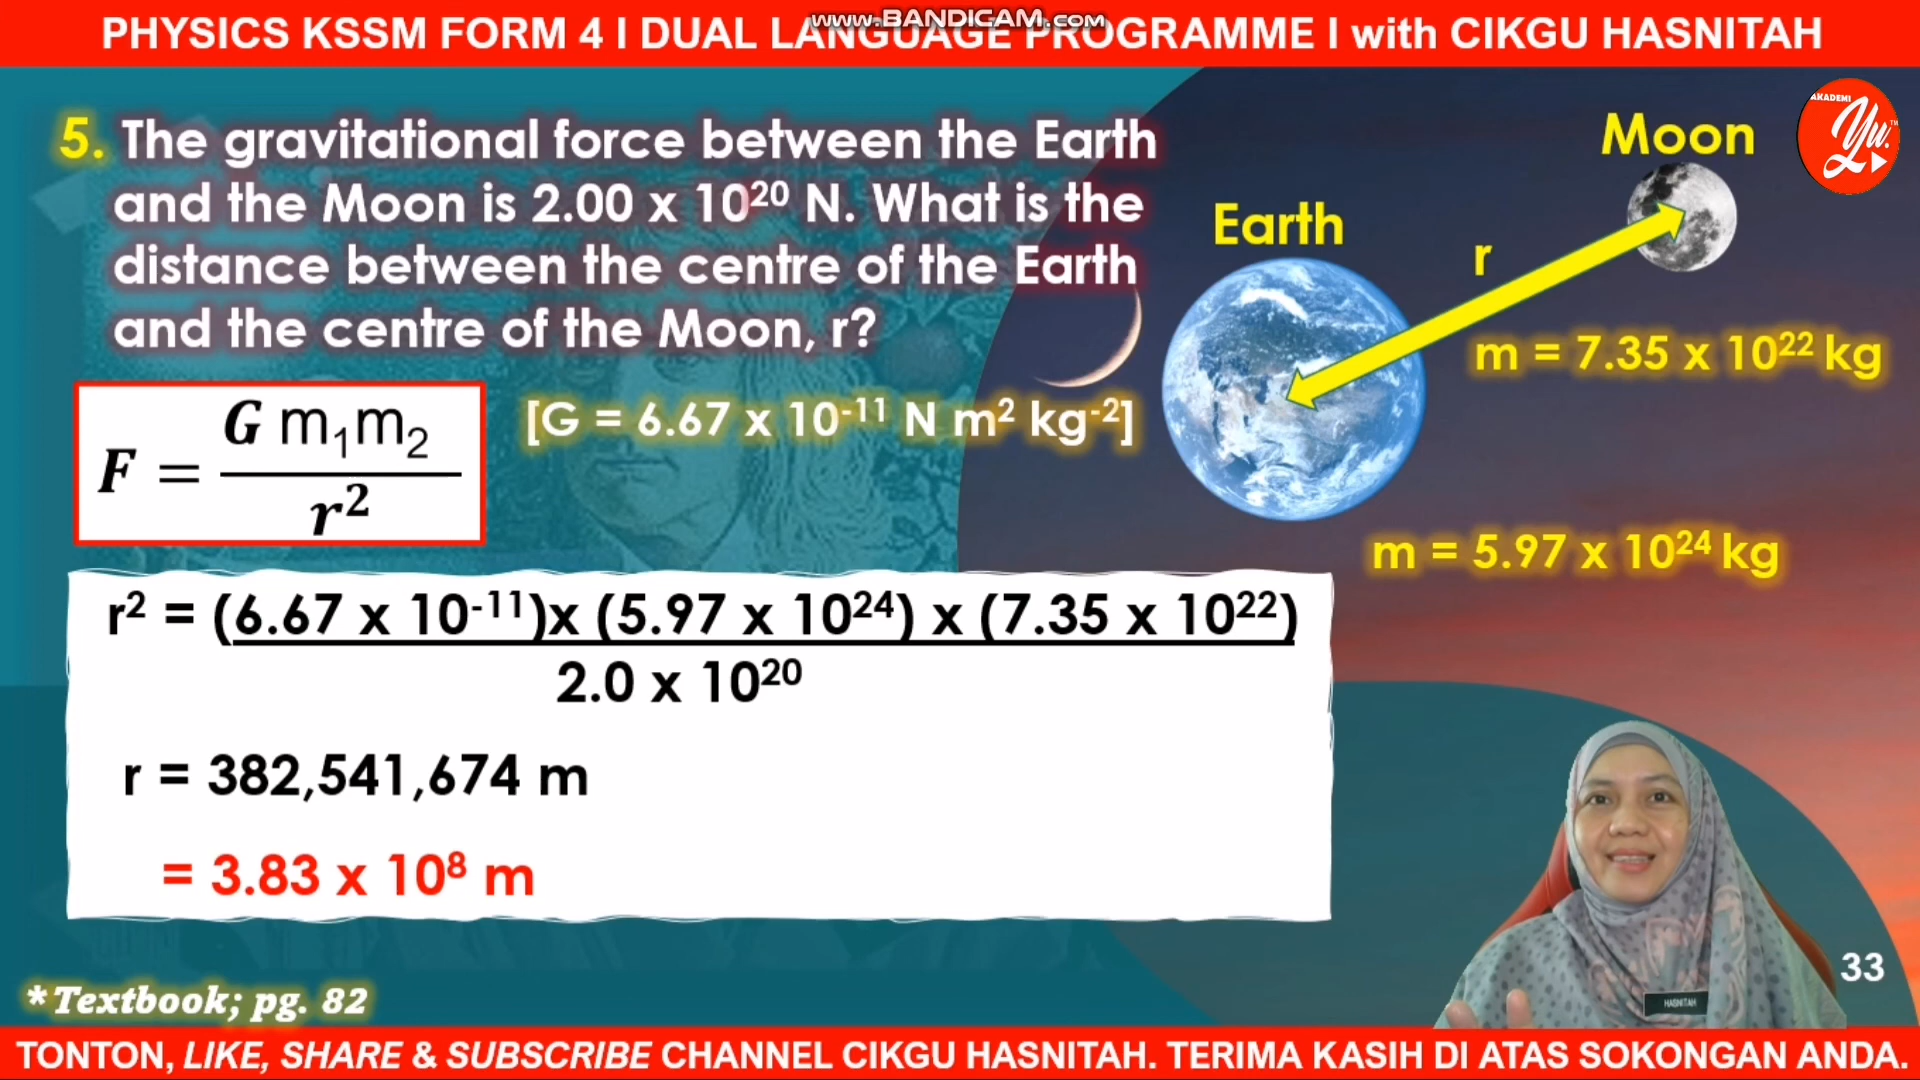 www.BANDICAM.com
PHYSICS KSSM FORM 4 I DUAL LANGUAGE PROGRAMME I with CIKGU HASNITAH
AKADEMI
Yu.
TM
5. The gravitational force between the Earth
and the Moon is 2.00 x 10²⁰ N. What is the
distance between the centre of the Earth
and the centre of the Moon, r?
Moon
Earth
r
m = 7.35 x 10²² kg
F = G m₁m₂ / r²
[G = 6.67 x 10⁻¹¹ N m² kg⁻²]
m = 5.97 x 10²⁴ kg
r² = (6.67 x 10⁻¹¹)x (5.97 x 10²⁴) x (7.35 x 10²²)
2.0 x 10²⁰
r = 382,541,674 m
= 3.83 x 10⁸ m
HASNITAH
33
*Textbook; pg. 82
TONTON, LIKE, SHARE & SUBSCRIBE CHANNEL CIKGU HASNITAH. TERIMA KASIH DI ATAS SOKONGAN ANDA.